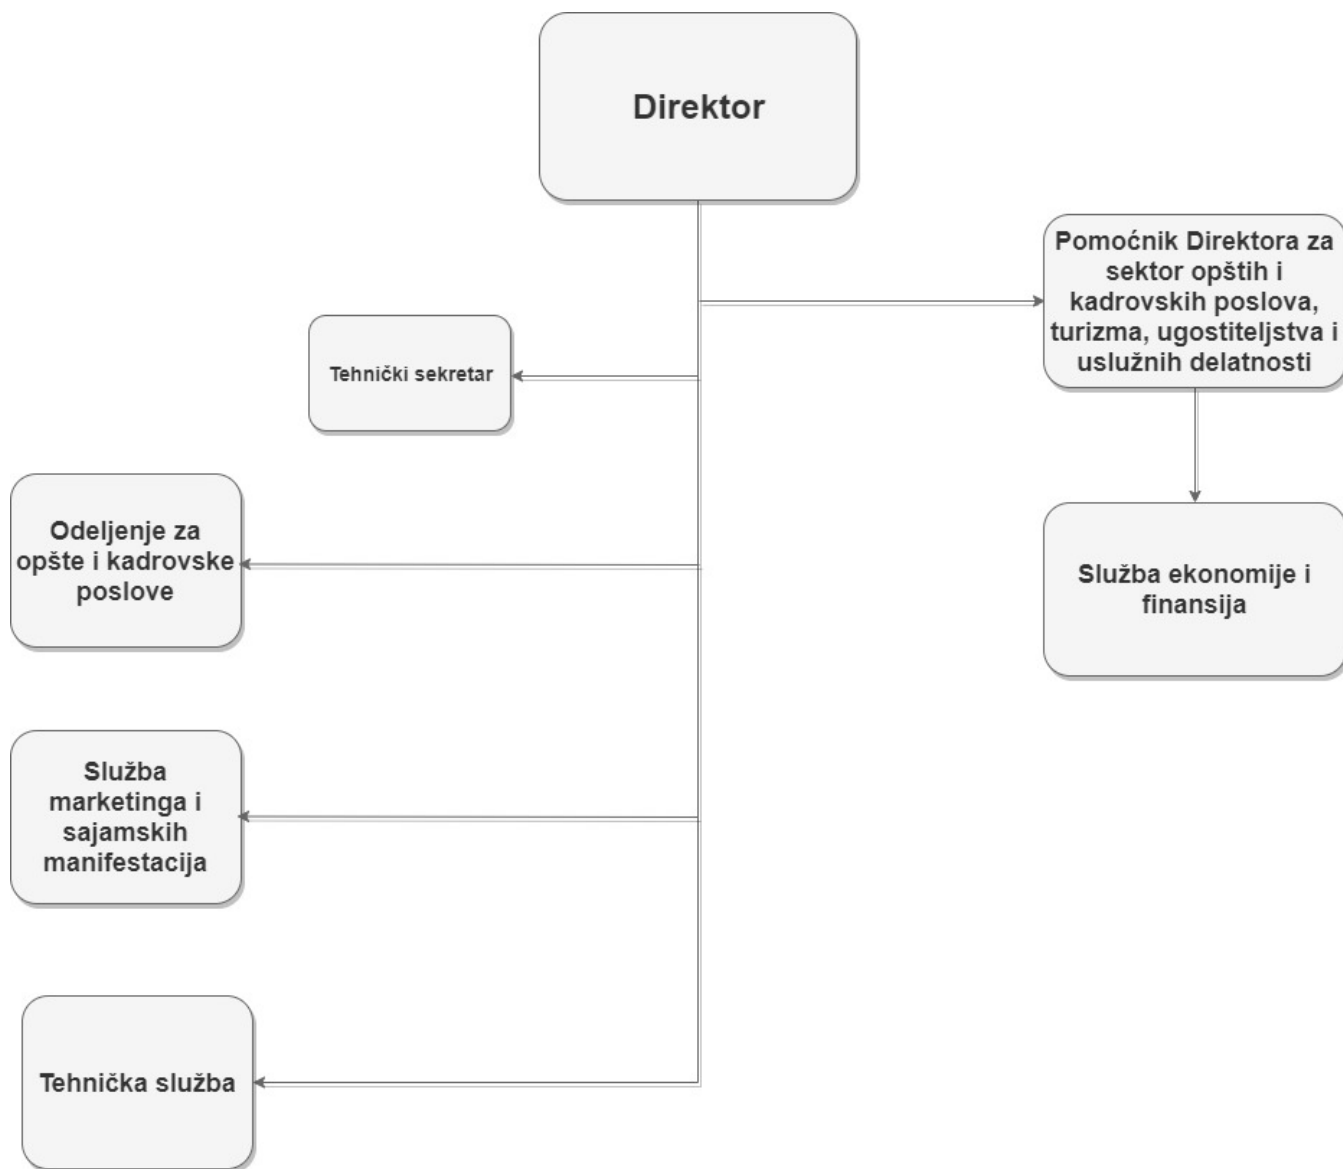 Direktor
Pomoćnik Direktora za
sektor opštih i
kadrovskih poslova,
turizma, ugostiteljstva i
uslužnih delatnosti
Tehnički sekretar
Odeljenje za
opšte i kadrovske
poslove
Služba ekonomije i
finansija
Služba
marketinga i
sajamskih
manifestacija
Tehnička služba